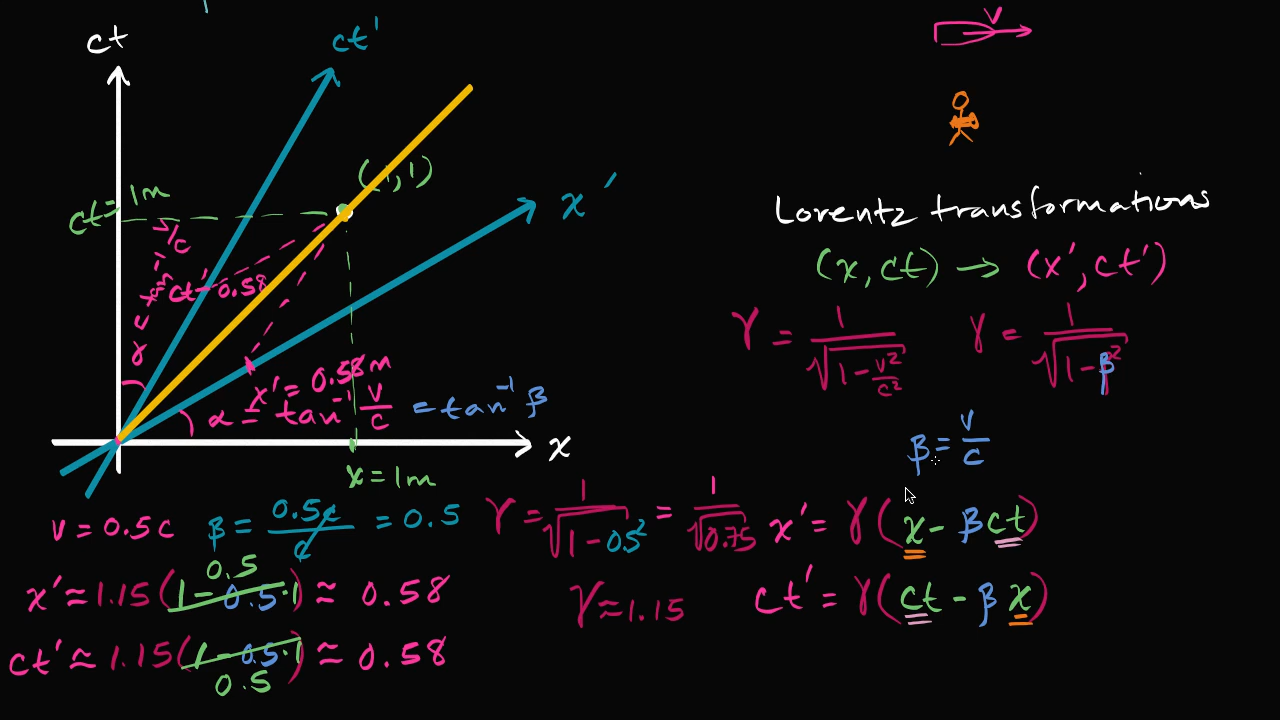 ct
ct'
v
(1,1)
ct=1m
x'
Lorentz transformations
(x, ct) → (x', ct')
ct' 0.58
γ = 1/√(1 - v²/c²)
γ = 1/√(1 - β²)
x' = 0.58m
α = tan⁻¹ v/c = tan⁻¹ β
x
β = v/c
x = 1m
v = 0.5c
β = 0.5c/c = 0.5
γ = 1/√(1 - 0.5²) = 1/√0.75
x' = γ(x - βct)
0.5
x' ≈ 1.15(1 - 0.5·1) ≈ 0.58
γ ≈ 1.15
ct' = γ(ct - βx)
ct' ≈ 1.15(1 - 0.5·1) ≈ 0.58
0.5